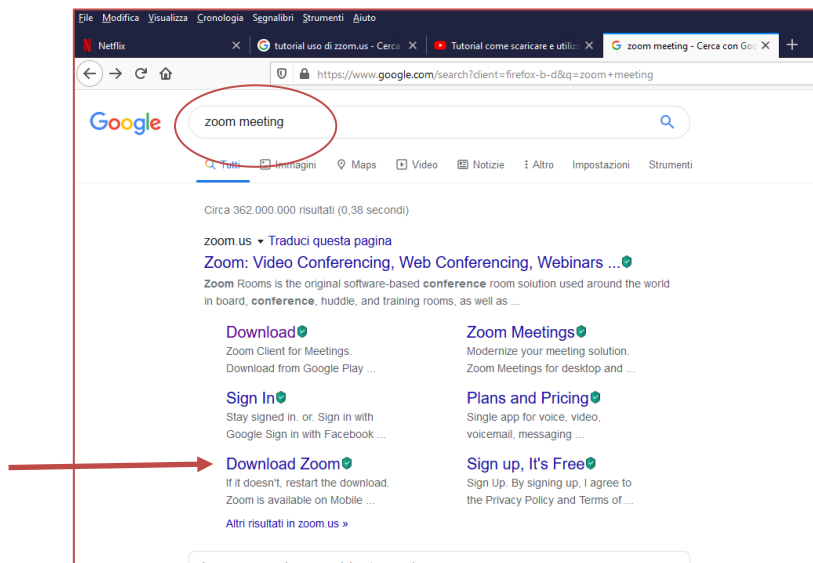 File Modifica Visualizza Cronologia Segnalibri Strumenti Aiuto
Netflix tutorial uso di zzom.us - Cerca Tutorial come scaricare e utiliz zoom meeting - Cerca con Goo
https://www.google.com/search?client=firefox-b-d&q=zoom+meeting
Google zoom meeting
Tutti Immagini Maps Video Notizie Altro Impostazioni Strumenti
Circa 362.000.000 risultati (0,38 secondi)
zoom.us Traduci questa pagina
Zoom: Video Conferencing, Web Conferencing, Webinars ...
Zoom Rooms is the original software-based conference room solution used around the world
in board, conference, huddle, and training rooms, as well as ...
Download
Zoom Client for Meetings.
Download from Google Play ...
Zoom Meetings
Modernize your meeting solution.
Zoom Meetings for desktop and ...
Sign In
Stay signed in. or. Sign in with
Google Sign in with Facebook ...
Plans and Pricing
Single app for voice, video,
voicemail, messaging ...
Download Zoom
If it doesn't, restart the download.
Zoom is available on Mobile ...
Sign up, It's Free
Sign Up. By signing up, I agree to
the Privacy Policy and Terms of ...
Altri risultati in zoom.us »